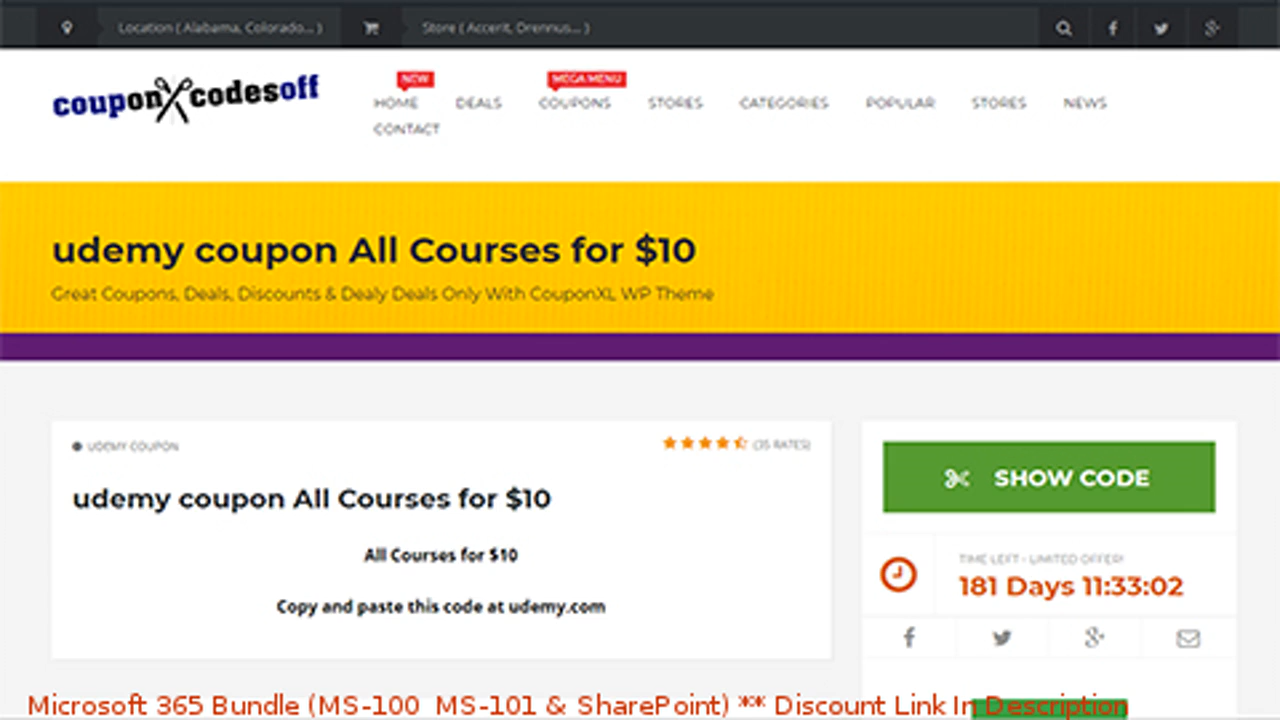 Location ( Alabama, Colorado... )
Store ( Accerit, Orennus... )
coupon codesoff
NEW
MEGA MENU
HOME DEALS COUPONS STORES CATEGORIES POPULAR STORES NEWS
CONTACT
udemy coupon All Courses for $10
Great Coupons, Deals, Discounts & Dealy Deals Only With CouponXL WP Theme
UDEMY COUPON
(35 RATES)
udemy coupon All Courses for $10
All Courses for $10
Copy and paste this code at udemy.com
SHOW CODE
TIME LEFT - LIMITED OFFER!
181 Days 11:33:02
Microsoft 365 Bundle (MS-100 MS-101 & SharePoint) ** Discount Link In Description